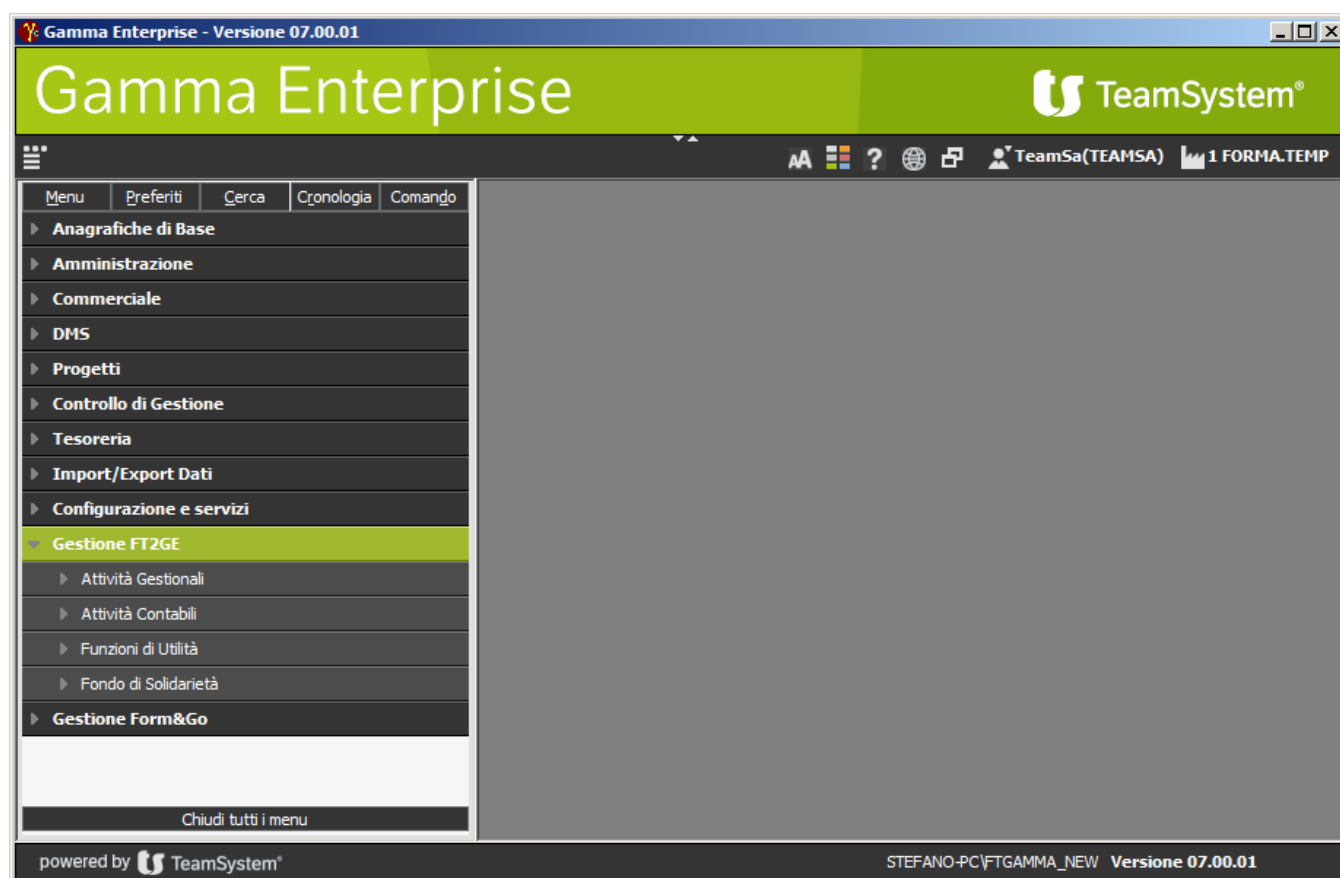 Gamma Enterprise - Versione 07.00.01
Gamma Enterprise
TeamSystem®
TeamSa(TEAMSA) 1 FORMA.TEMP
Menu Preferiti Cerca Cronologia Comando
Anagrafiche di Base
Amministrazione
Commerciale
DMS
Progetti
Controllo di Gestione
Tesoreria
Import/Export Dati
Configurazione e servizi
Gestione FT2GE
Attività Gestionali
Attività Contabili
Funzioni di Utilità
Fondo di Solidarietà
Gestione Form&Go
Chiudi tutti i menu
powered by TeamSystem®
STEFANO-PC\FTGAMMA_NEW Versione 07.00.01